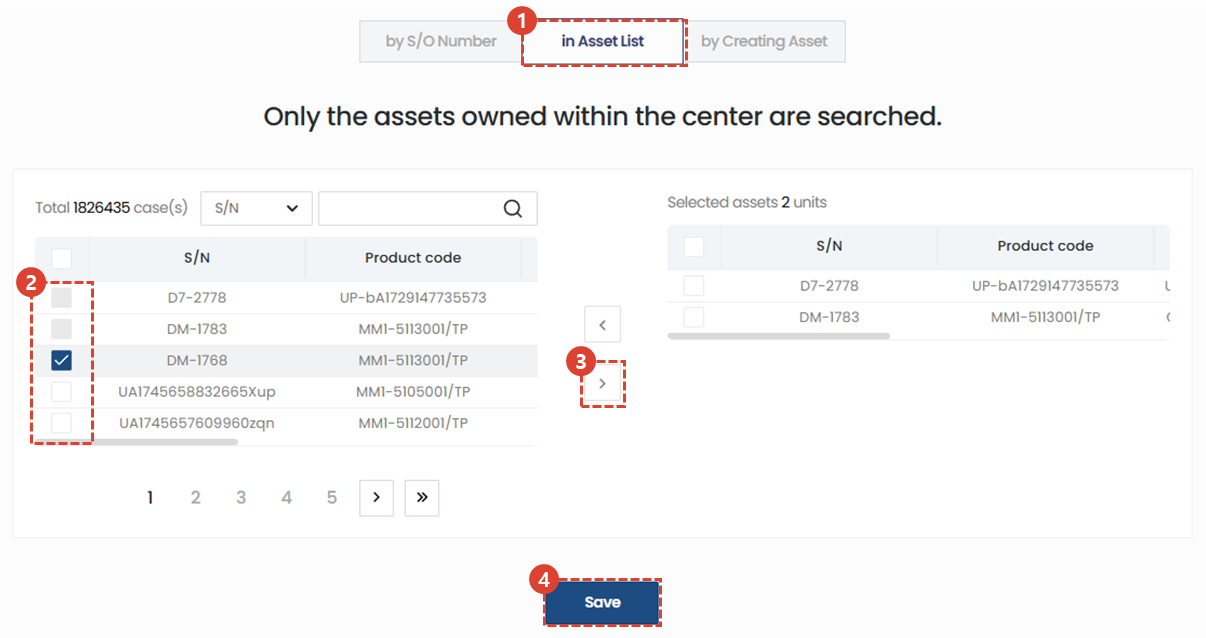 1
by S/O Number in Asset List by Creating Asset
Only the assets owned within the center are searched.
Total 1826435 case(s) S/N
Selected assets 2 units
S/N Product code
2
D7-2778 UP-bA1729147735573
DM-1783 MM1-5113001/TP
DM-1768 MM1-5113001/TP
UA1745658832665Xup MM1-5105001/TP
UA1745657609960zqn MM1-5112001/TP
1 2 3 4 5 > »
<
3
>
S/N Product code
D7-2778 UP-bA1729147735573
DM-1783 MM1-5113001/TP
4
Save